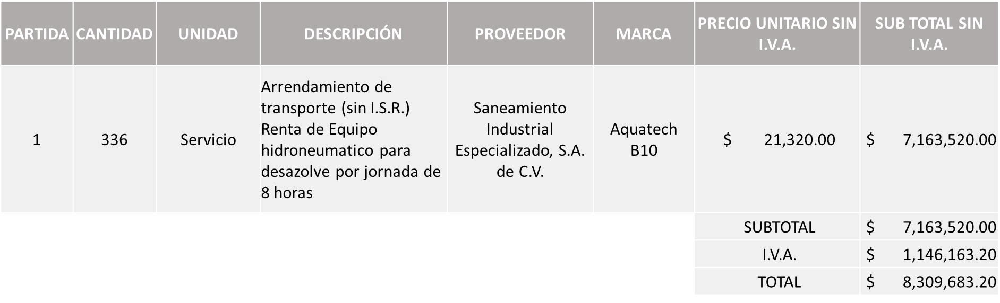 PARTIDA CANTIDAD UNIDAD DESCRIPCIÓN PROVEEDOR MARCA PRECIO UNITARIO SIN I.V.A. SUB TOTAL SIN I.V.A.
1
336
Servicio
Arrendamiento de
transporte (sin I.S.R.)
Renta de Equipo
hidroneumatico para
desazolve por jornada de
8 horas
Saneamiento
Industrial
Especializado, S.A.
de C.V.
Aquatech
B10
$ 21,320.00
$ 7,163,520.00
SUBTOTAL $ 7,163,520.00
I.V.A. $ 1,146,163.20
TOTAL $ 8,309,683.20